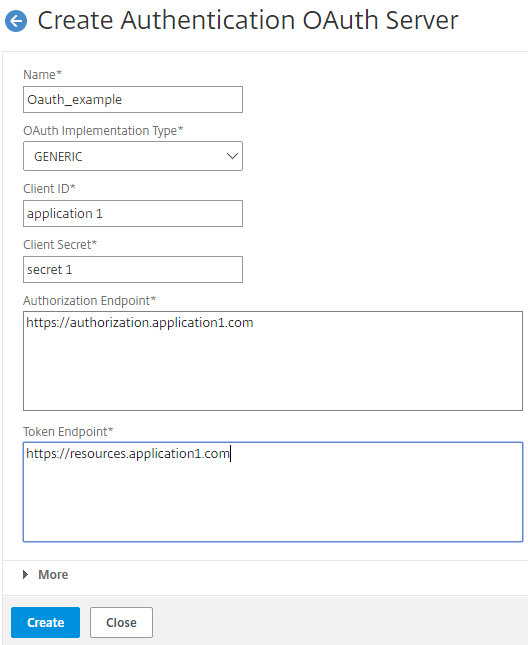 Create Authentication OAuth Server
Name*
Oauth_example
OAuth Implementation Type*
GENERIC
Client ID*
application 1
Client Secret*
secret 1
Authorization Endpoint*
https://authorization.application1.com
Token Endpoint*
https://resources.application1.com
More
Create
Close